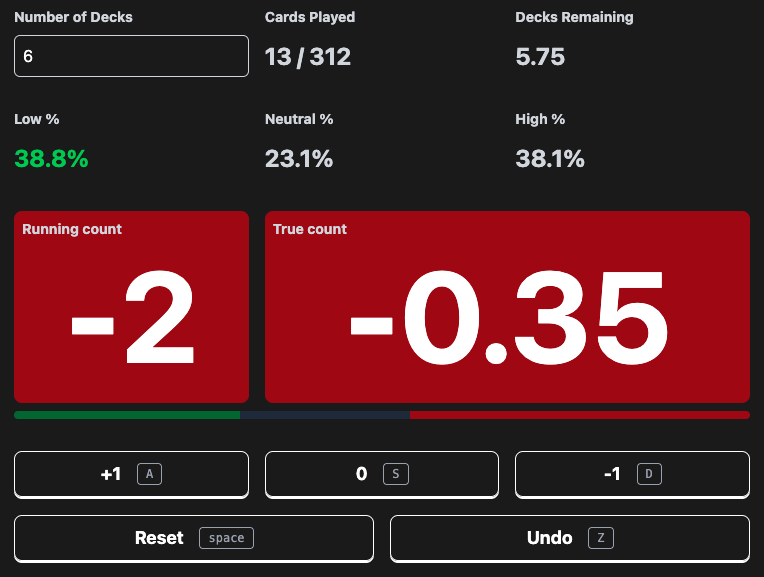 Number of Decks
Cards Played
Decks Remaining
6
13 / 312
5.75
Low %
Neutral %
High %
38.8%
23.1%
38.1%
Running count
True count
-2
-0.35
+1 A
0 S
-1 D
Reset space
Undo Z